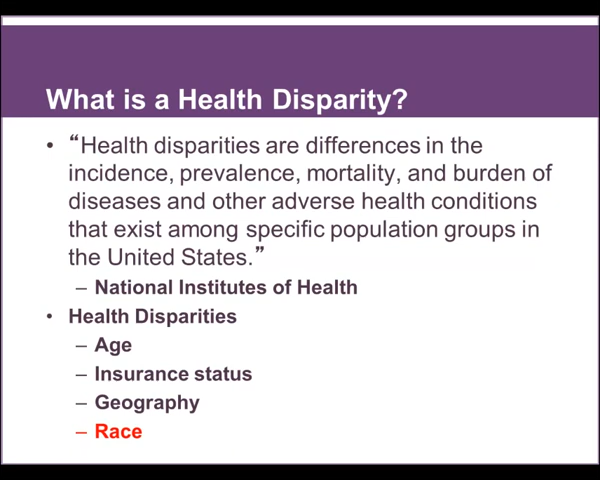 What is a Health Disparity?
• “Health disparities are differences in the
incidence, prevalence, mortality, and burden of
diseases and other adverse health conditions
that exist among specific population groups in
the United States.”
– National Institutes of Health
• Health Disparities
– Age
– Insurance status
– Geography
– Race